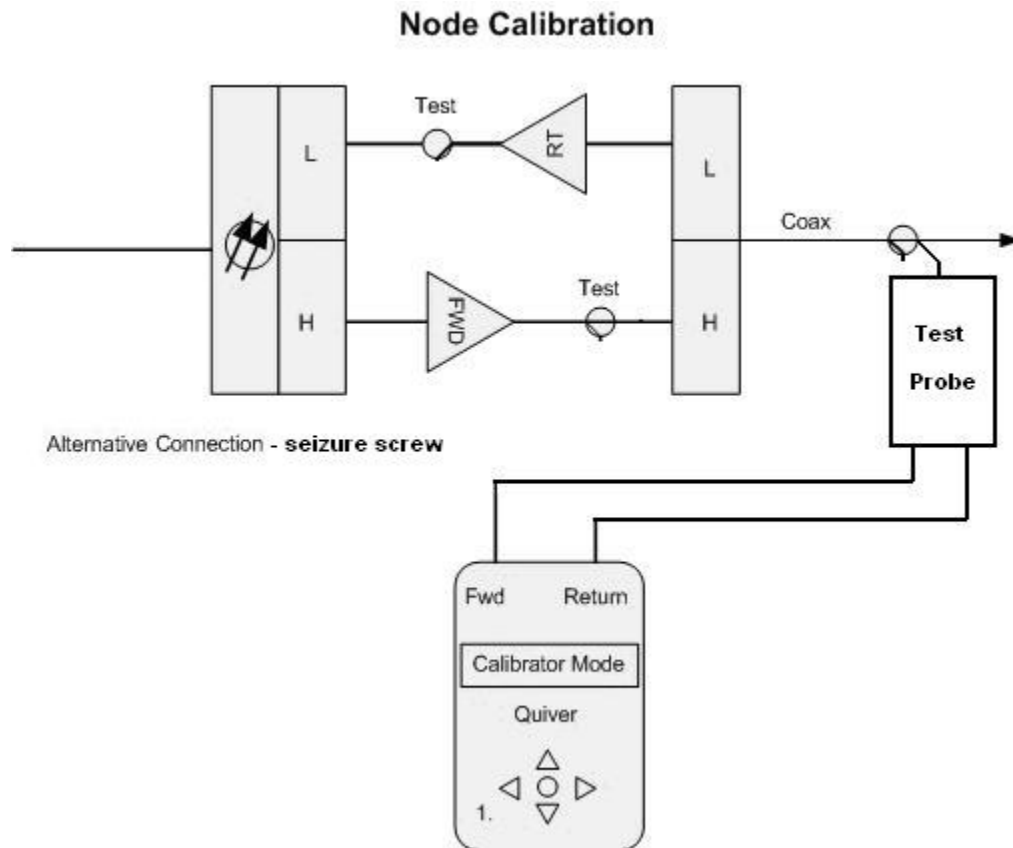 Node Calibration
Test
L
RT
L
Coax
H
FWD
Test
H
Test
Probe
Alternative Connection - seizure screw
Fwd Return
Calibrator Mode
Quiver
1.